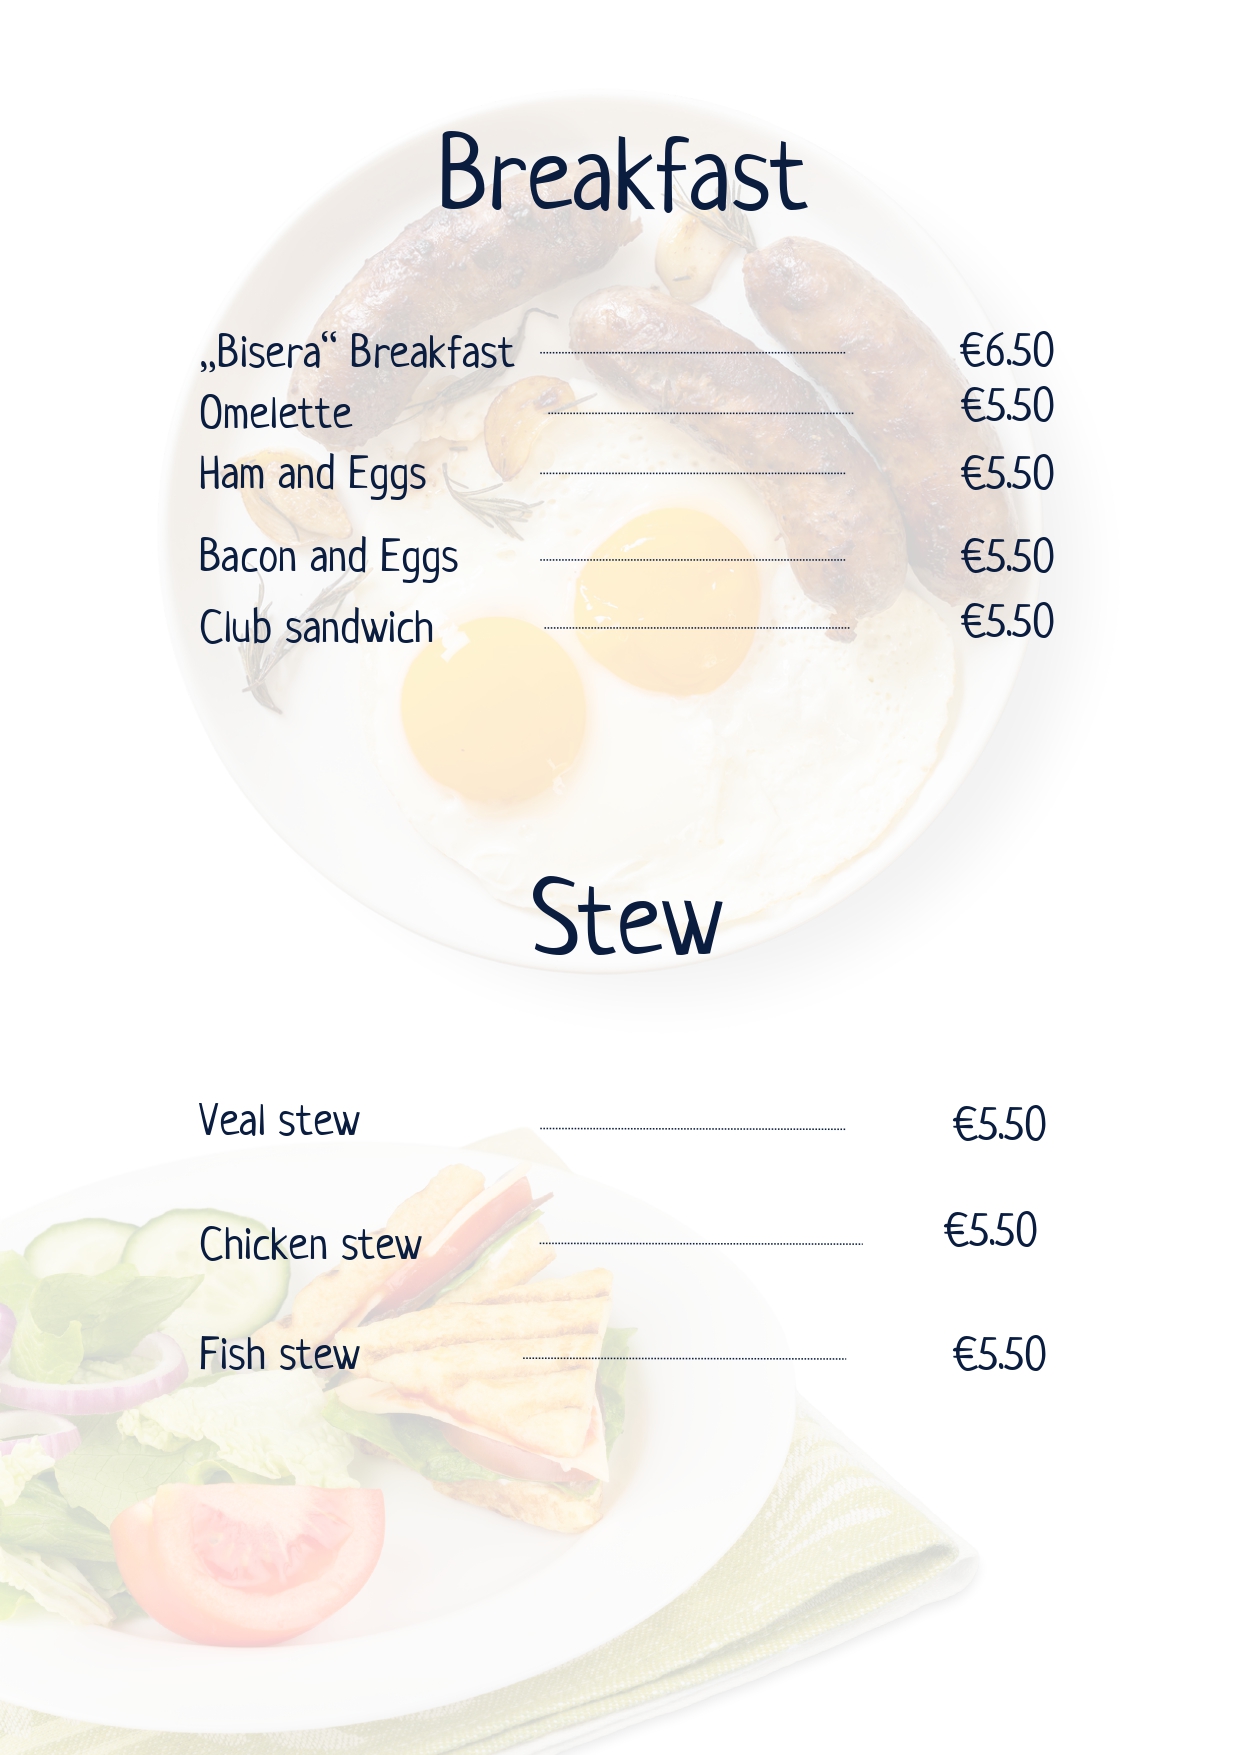 Breakfast
„Bisera“ Breakfast €6.50
Omelette €5.50
Ham and Eggs €5.50
Bacon and Eggs €5.50
Club sandwich €5.50
Stew
Veal stew €5.50
Chicken stew €5.50
Fish stew €5.50